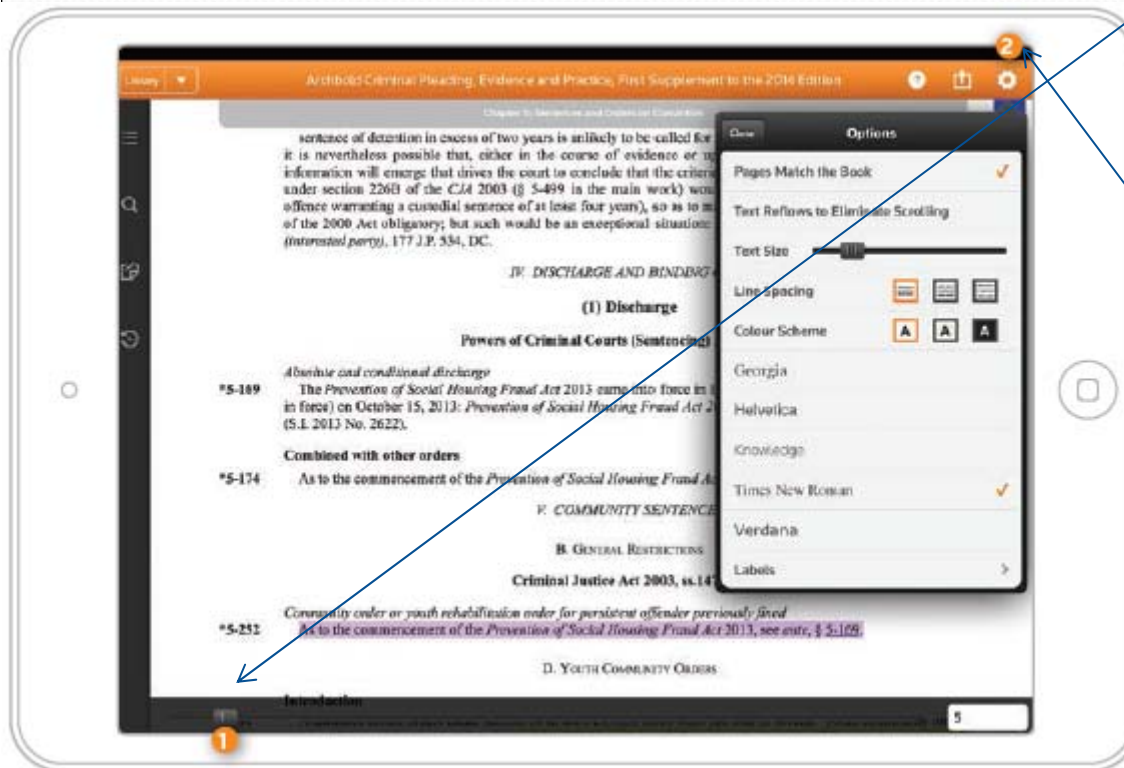 2
Library
Archbold Criminal Pleading, Evidence and Practice, First Supplement to the 2014 Edition
?
sentence of detention in excess of two years is unlikely to be called for
it is nevertheless possible that, either in the course of evidence or
information will emerge that drives the court to conclude that the criteria
under section 226B of the CJA 2003 (§ 5-499 in the main work) wou
offence warranting a custodial sentence of at least four years), so as to m
of the 2000 Act obligatory; but such would be an exceptional situation:
(interested party), 177 J.P. 534, DC.
IV. DISCHARGE AND BINDING
(1) Discharge
Powers of Criminal Courts (Sentencing)
Absolute and conditional discharge
*5-169 The Prevention of Social Housing Fraud Act 2013 came into force in
in force) on October 15, 2013: Prevention of Social Housing Fraud Act 2
(S.I. 2013 No. 2622).
Combined with other orders
*5-174 As to the commencement of the Prevention of Social Housing Fraud Ac
V. COMMUNITY SENTENCE
B. GENERAL RESTRICTIONS
Criminal Justice Act 2003, ss.147
Community order or youth rehabilitation order for persistent offender previously fined
*5-252 As to the commencement of the Prevention of Social Housing Fraud Act 2013, see ante, § 5-169.
D. YOUTH COMMUNITY ORDERS
Introduction
Close
Options
Pages Match the Book
Text Reflows to Eliminate Scrolling
Text Size
Line Spacing
Colour Scheme A A A
Georgia
Helvetica
Knowledge
Times New Roman
Verdana
Labels
5
1